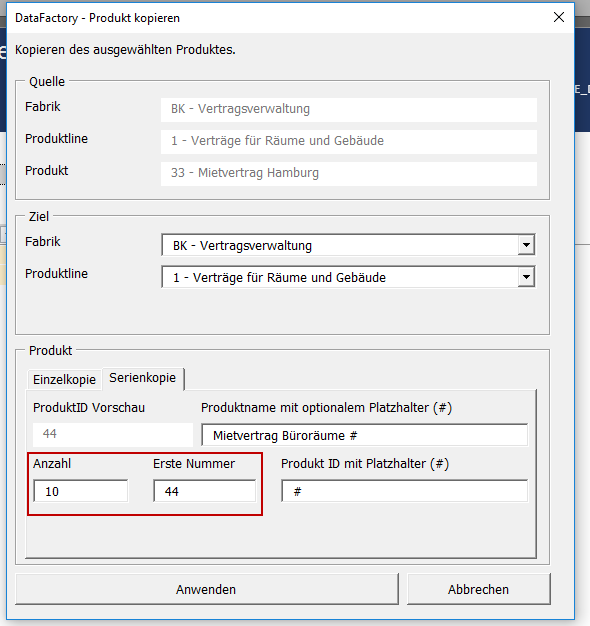 DataFactory - Produkt kopieren
Kopieren des ausgewählten Produktes.
Quelle
Fabrik BK - Vertragsverwaltung
Produktline 1 - Verträge für Räume und Gebäude
Produkt 33 - Mietvertrag Hamburg
Ziel
Fabrik BK - Vertragsverwaltung
Produktline 1 - Verträge für Räume und Gebäude
Produkt
Einzelkopie Serienkopie
ProduktID Vorschau Produktname mit optionalem Platzhalter (#)
44 Mietvertrag Büroräume #
Anzahl Erste Nummer Produkt ID mit Platzhalter (#)
10 44 #
Anwenden Abbrechen